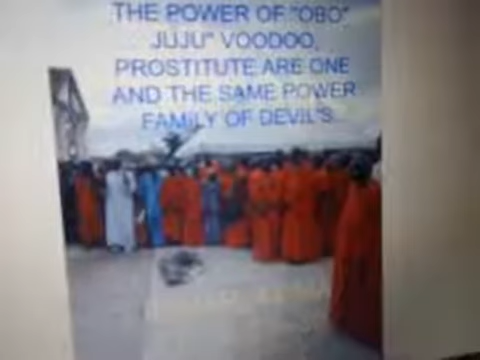 THE POWER OF "OBO"
JUJU" VOODOO,
PROSTITUTE ARE ONE
AND THE SAME POWER
FAMILY OF DEVIL'S